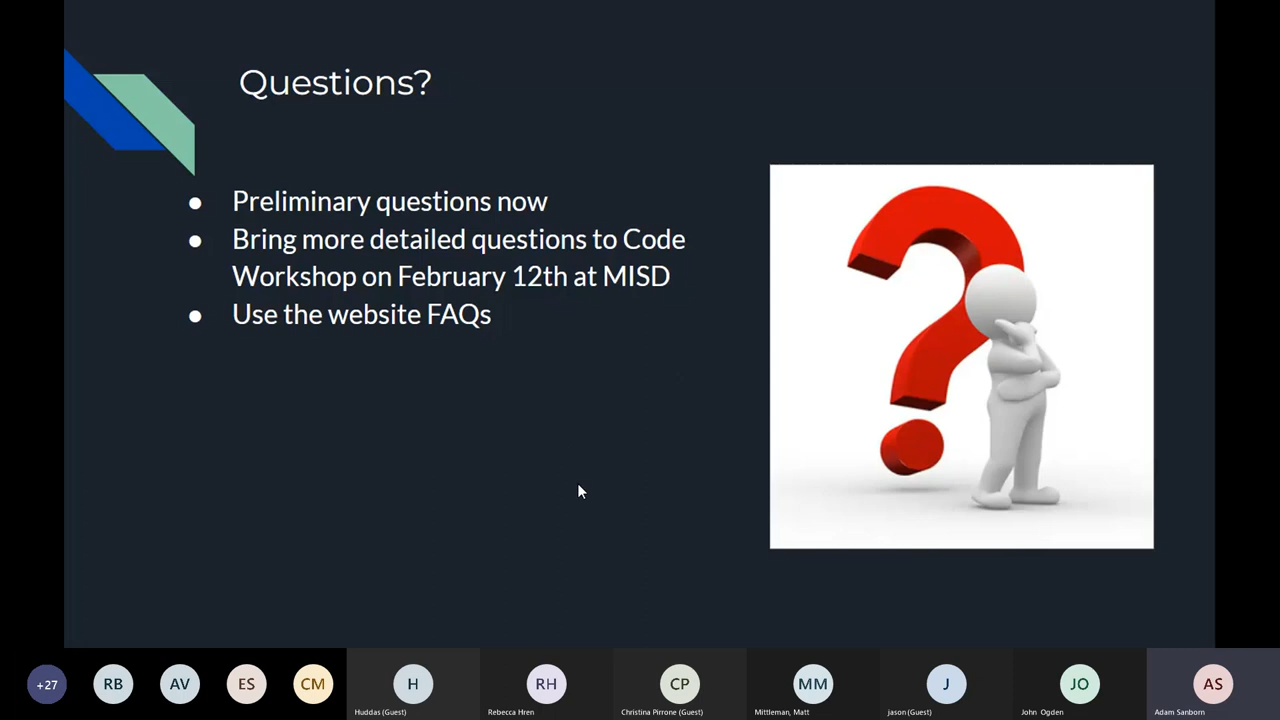 Questions?
● Preliminary questions now
● Bring more detailed questions to Code
Workshop on February 12th at MISD
● Use the website FAQs
+27
RB
AV
ES
CM
H
RH
CP
MM
J
JO
AS
Huddas (Guest)
Rebecca Hren
Christina Pirrone (Guest)
Mittleman, Matt
jason (Guest)
John Ogden
Adam Sanborn